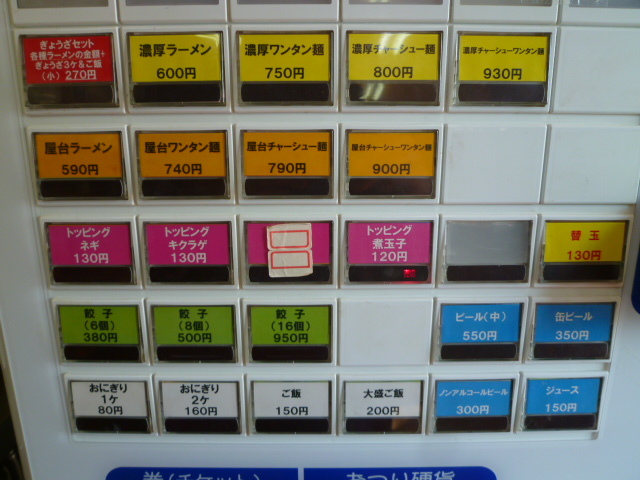 ぎょうざセット
各種ラーメンの金額+
ぎょうざ3ケ&ご飯
(小) 270円
濃厚ラーメン
600円
濃厚ワンタン麺
750円
濃厚チャーシュー麺
800円
濃厚チャーシューワンタン麺
930円
屋台ラーメン
590円
屋台ワンタン麺
740円
屋台チャーシュー麺
790円
屋台チャーシューワンタン麺
900円
トッピング
ネギ
130円
トッピング
キクラゲ
130円
トッピング
煮玉子
120円
替玉
130円
餃子
(6個)
380円
餃子
(8個)
500円
餃子
(16個)
950円
ビール(中)
550円
缶ビール
350円
おにぎり
1ケ
80円
おにぎり
2ケ
160円
ご飯
150円
大盛ご飯
200円
ノンアルコールビール
300円
ジュース
150円
券(チケット)
おつり硬貨